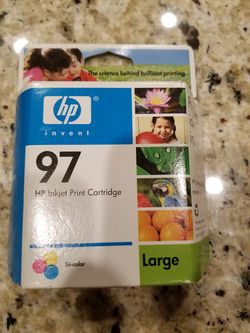 The science behind brilliant printing
hp
invent
97
HP Inkjet Print Cartridge
Tri-color
Large